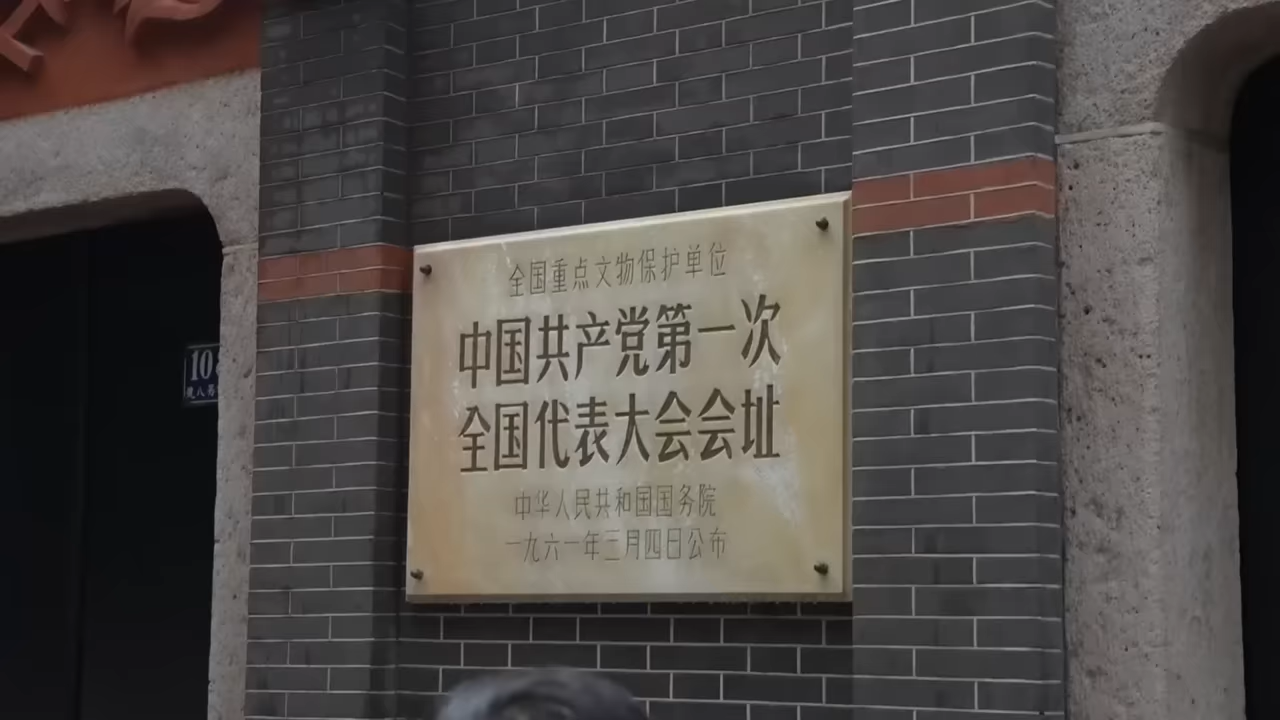 全国重点文物保护单位
中国共产党第一次
全国代表大会会址
中华人民共和国国务院
一九六一年三月四日公布
10